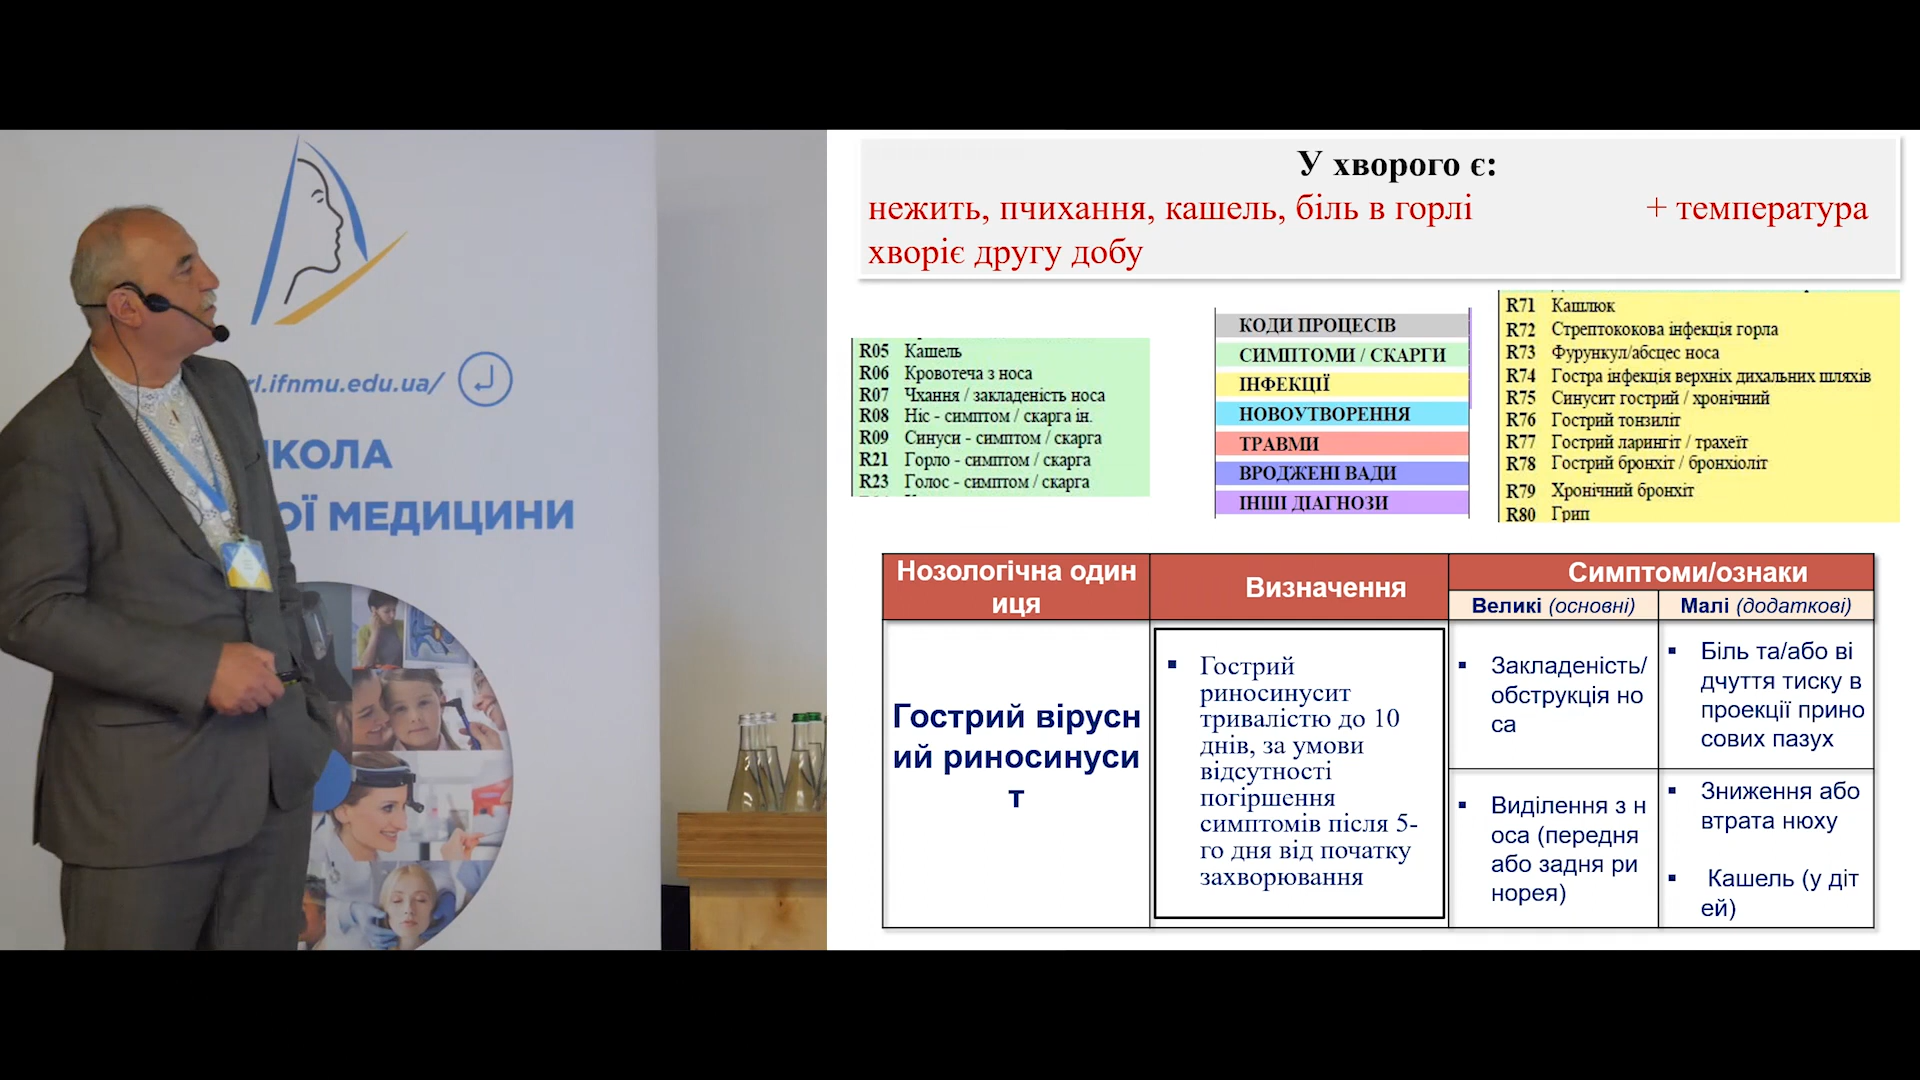 rl.ifnmu.edu.ua/
КОЛА
ОЇ МЕДИЦИНИ
У хворого є:
нежить, пчихання, кашель, біль в горлі + температура
хворіє другу добу
R05 Кашель
R06 Кровотеча з носа
R07 Чхання / закладеність носа
R08 Ніс - симптом / скарга ін.
R09 Синуси - симптом / скарга
R21 Горло - симптом / скарга
R23 Голос - симптом / скарга
КОДИ ПРОЦЕСІВ
СИМПТОМИ / СКАРГИ
ІНФЕКЦІЇ
НОВОУТВОРЕННЯ
ТРАВМИ
ВРОДЖЕНІ ВАДИ
ІНШІ ДІАГНОЗИ
R71 Кашлюк
R72 Стрептококова інфекція горла
R73 Фурункул/абсцес носа
R74 Гостра інфекція верхніх дихальних шляхів
R75 Синусит гострий / хронічний
R76 Гострий тонзиліт
R77 Гострий ларингіт / трахеїт
R78 Гострий бронхіт / бронхіоліт
R79 Хронічний бронхіт
R80 Грип
Нозологічна один
иця
Визначення
Симптоми/ознаки
Великі (основні)
Малі (додаткові)
Гострий вірусн
ий риносинуси
т
▪ Гострий
риносинусит
тривалістю до 10
днів, за умови
відсутності
погіршення
симптомів після 5-
го дня від початку
захворювання
▪ Закладеність/
обструкція но
са
▪ Біль та/або ві
дчуття тиску в
проекції прино
сових пазух
▪ Виділення з н
оса (передня
або задня ри
норея)
▪ Зниження або
втрата нюху
▪ Кашель (у діт
ей)